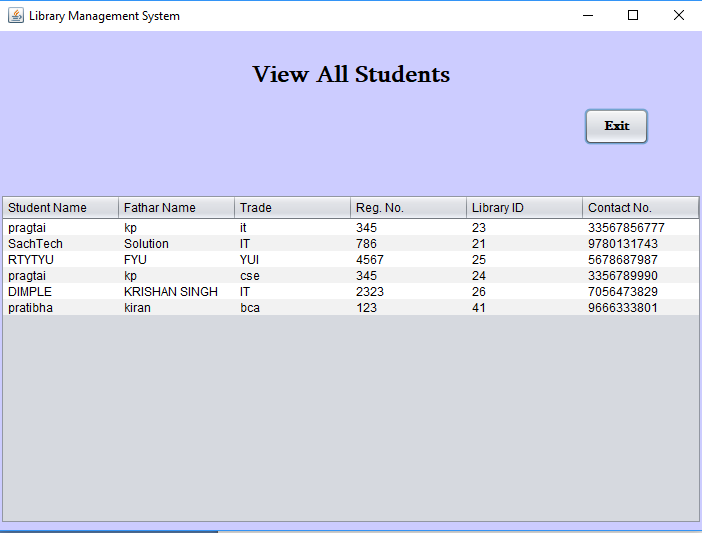 Library Management System
View All Students
Exit
Student Name Fathar Name Trade Reg. No. Library ID Contact No.
pragtai kp it 345 23 33567856777
SachTech Solution IT 786 21 9780131743
RTYTYU FYU YUI 4567 25 5678687987
pragtai kp cse 345 24 3356789990
DIMPLE KRISHAN SINGH IT 2323 26 7056473829
pratibha kiran bca 123 41 9666333801